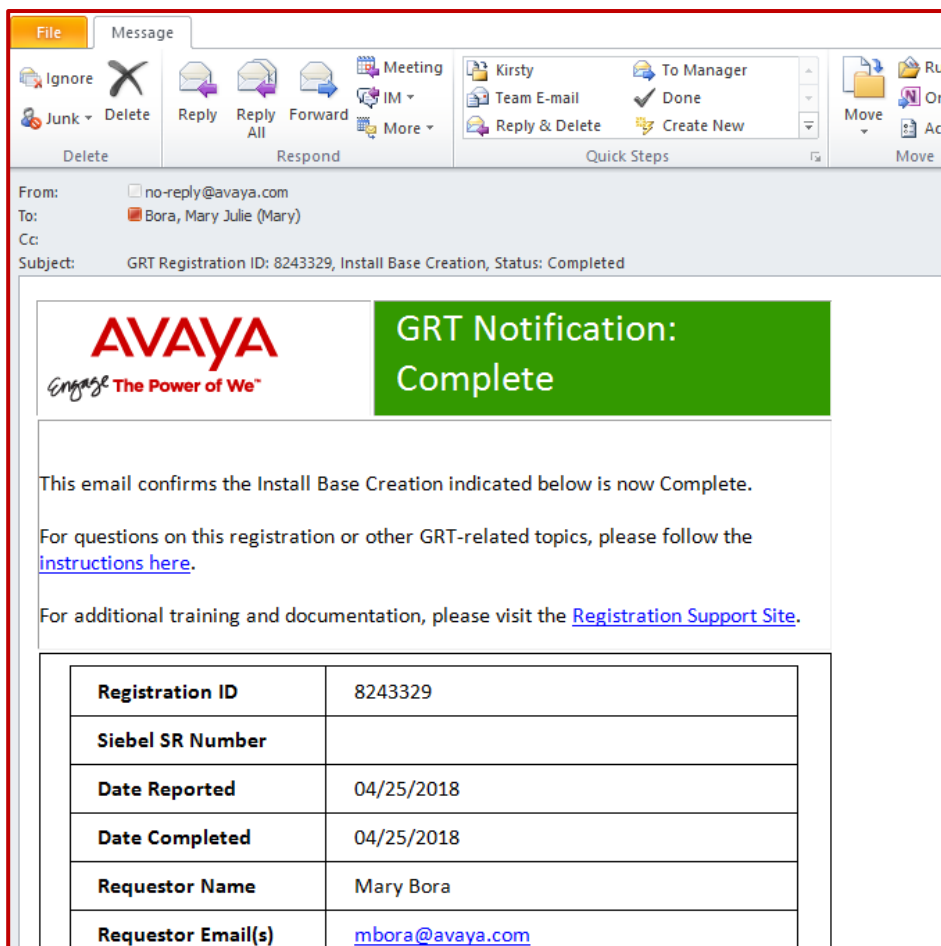 File Message
Ignore
Junk
Delete
Reply
Reply All
Forward
Meeting
IM
More
Kirsty
Team E-mail
Reply & Delete
To Manager
Done
Create New
Move
Delete
Respond
Quick Steps
Move
From: no-reply@avaya.com
To: Bora, Mary Julie (Mary)
Cc:
Subject: GRT Registration ID: 8243329, Install Base Creation, Status: Completed
AVAYA
Engage The Power of We™
GRT Notification:
Complete
This email confirms the Install Base Creation indicated below is now Complete.
For questions on this registration or other GRT-related topics, please follow the
instructions here.
For additional training and documentation, please visit the Registration Support Site.
Registration ID 8243329
Siebel SR Number
Date Reported 04/25/2018
Date Completed 04/25/2018
Requestor Name Mary Bora
Requestor Email(s) mbora@avaya.com